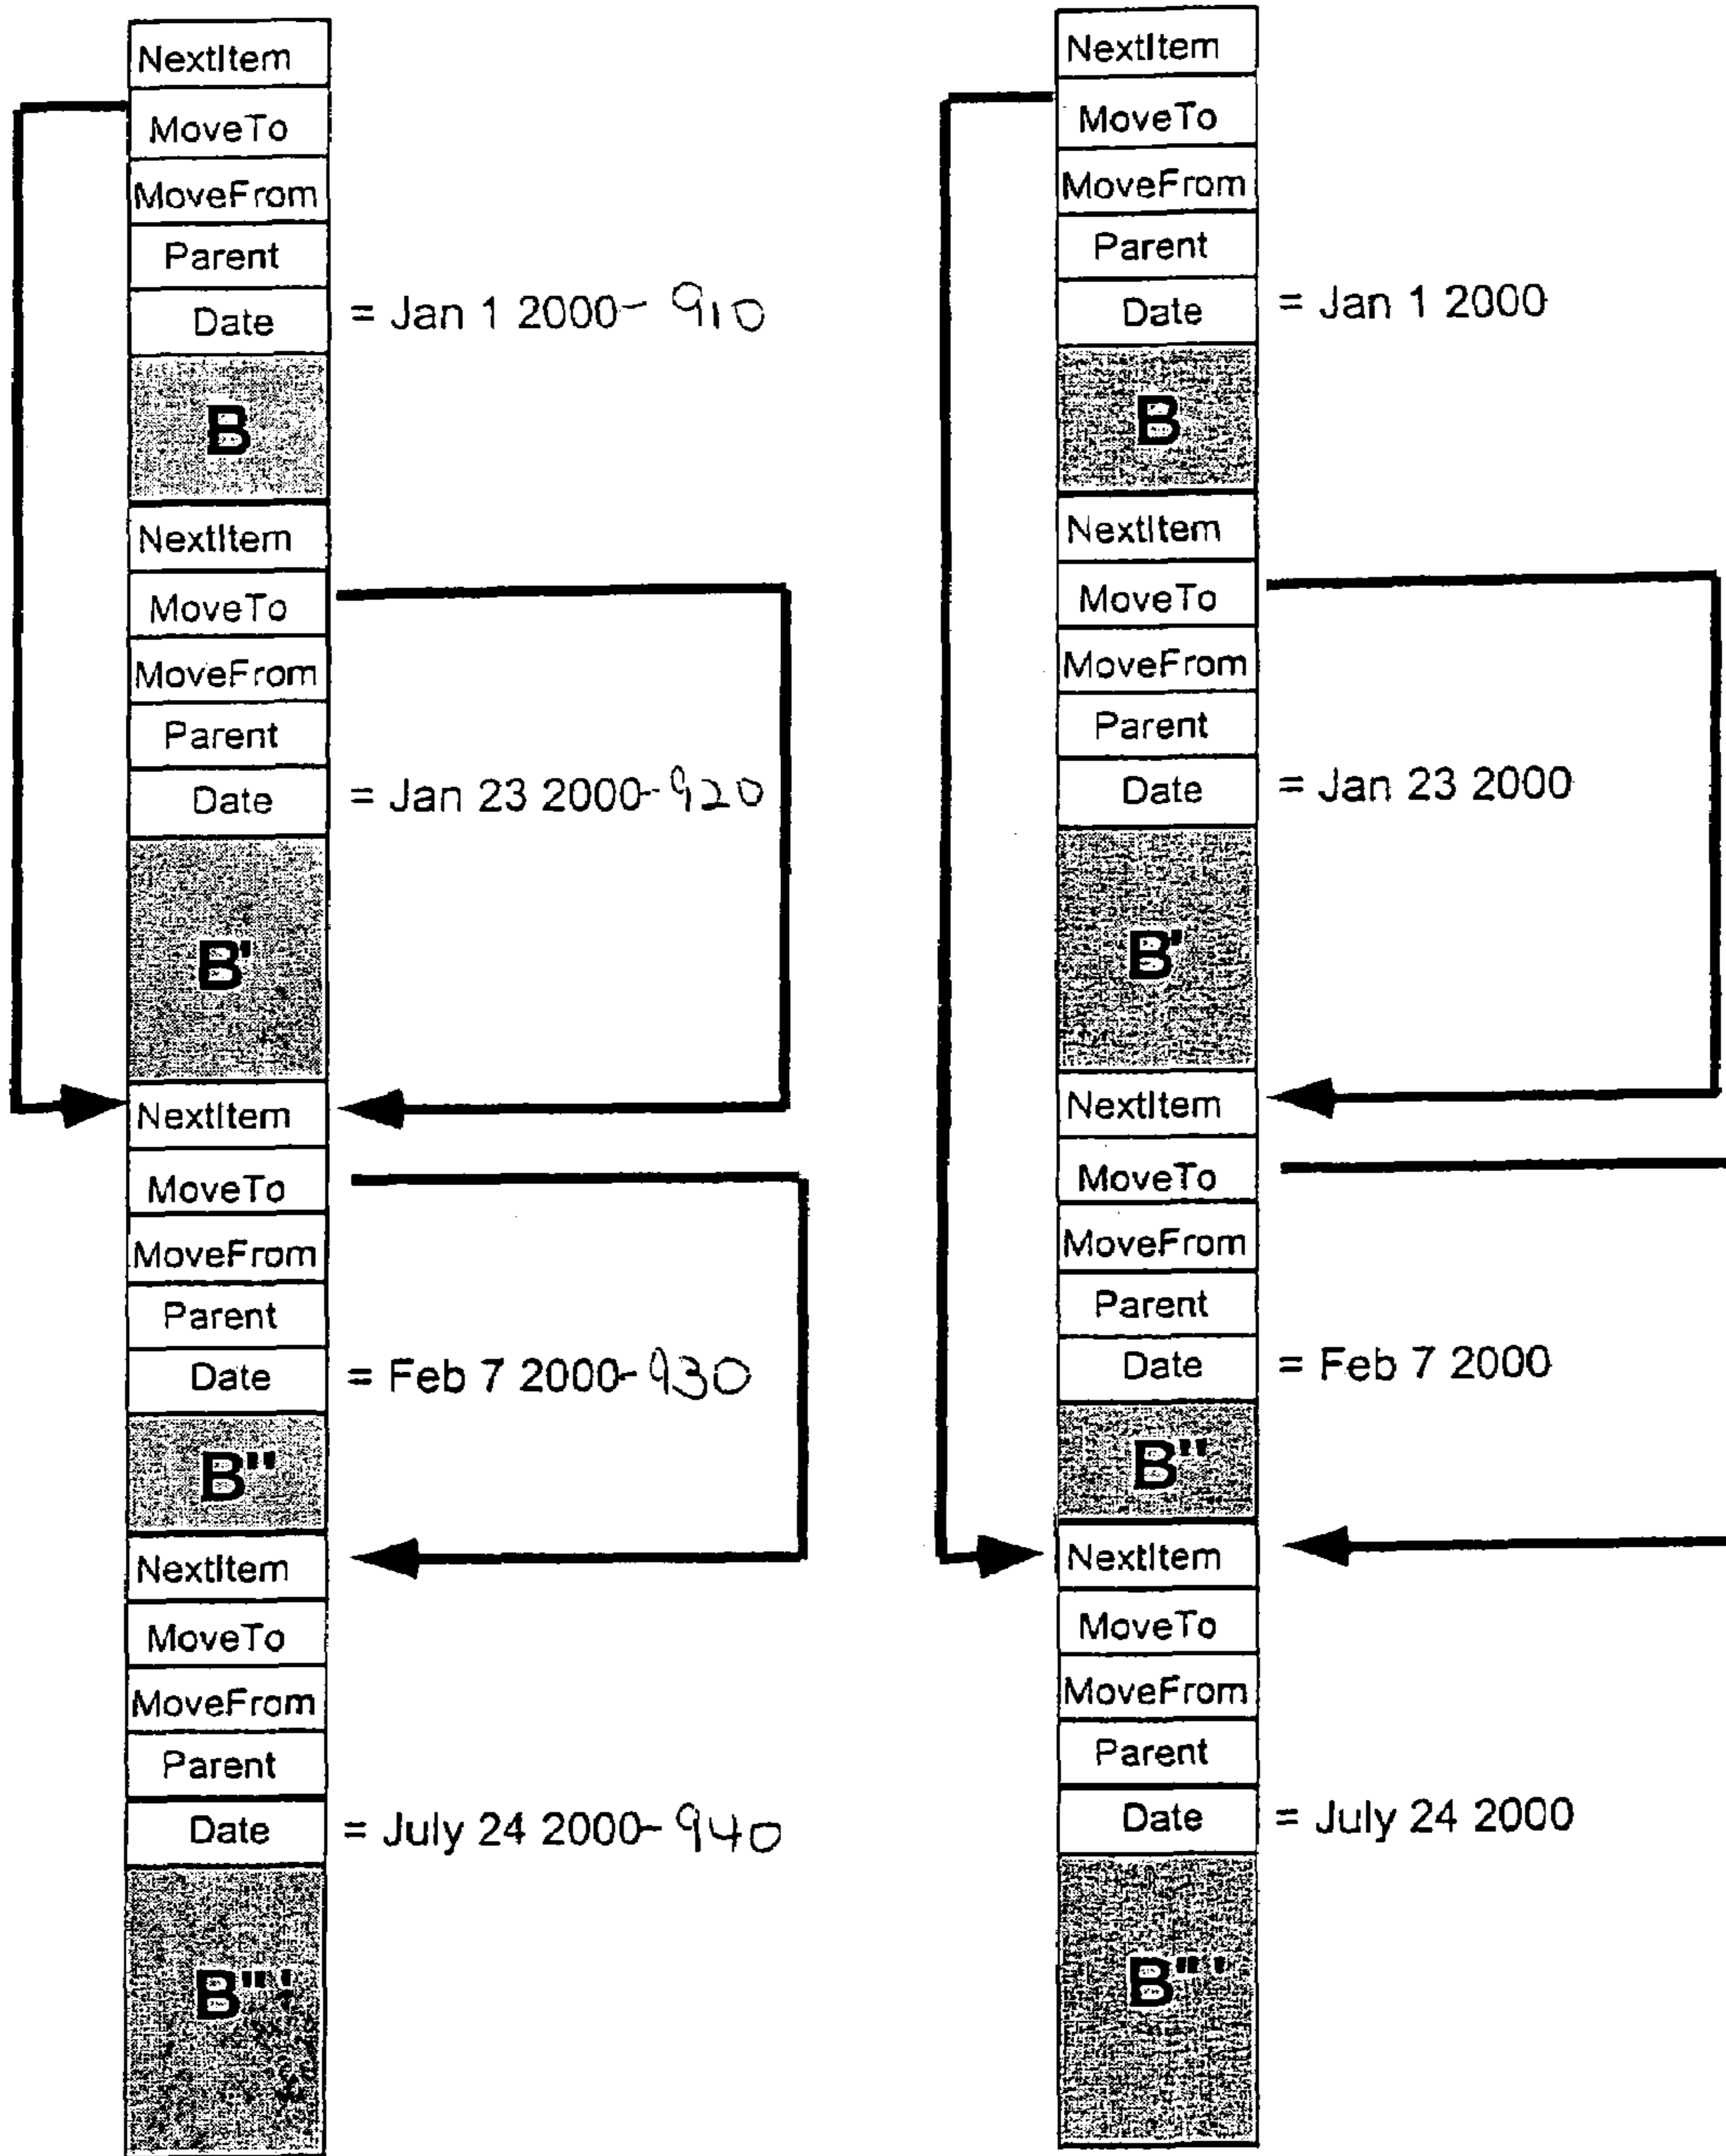 NextItem
MoveTo
MoveFrom
Parent
Date = Jan 1 2000- 910
B
NextItem
MoveTo
MoveFrom
Parent
Date = Jan 23 2000- 920
B'
NextItem
MoveTo
MoveFrom
Parent
Date = Feb 7 2000- 930
B"
NextItem
MoveTo
MoveFrom
Parent
Date = July 24 2000- 940
B"'
NextItem
MoveTo
MoveFrom
Parent
Date = Jan 1 2000
B
NextItem
MoveTo
MoveFrom
Parent
Date = Jan 23 2000
B'
NextItem
MoveTo
MoveFrom
Parent
Date = Feb 7 2000
B"
NextItem
MoveTo
MoveFrom
Parent
Date = July 24 2000
B"'